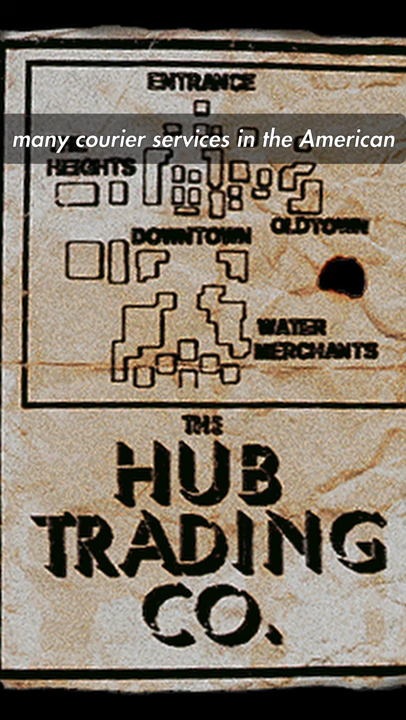 ENTRANCE
many courier services in the American
HEIGHTS
OLDTOWN
DOWNTOWN
WATER
MERCHANTS
THE
HUB
TRADING
CO.